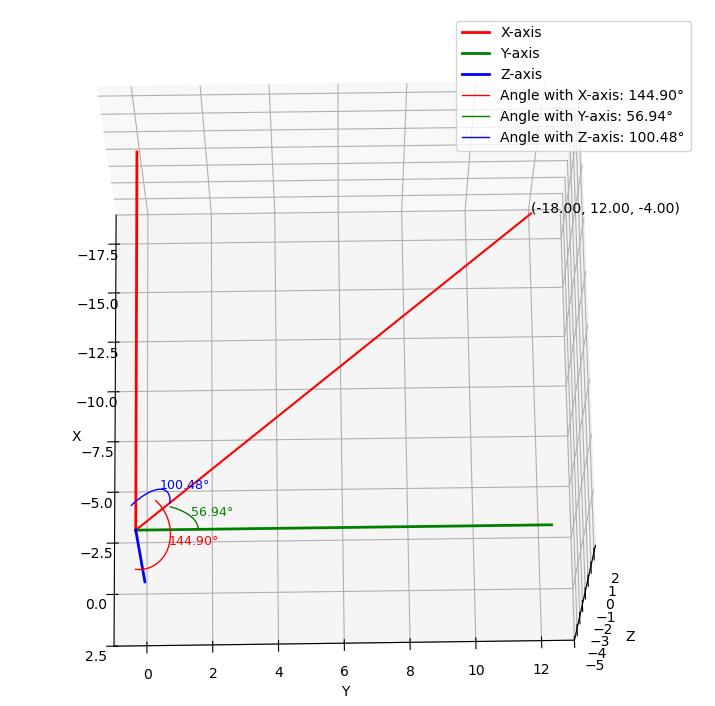 X-axis
Y-axis
Z-axis
Angle with X-axis: 144.90°
Angle with Y-axis: 56.94°
Angle with Z-axis: 100.48°
(-18.00, 12.00, -4.00)
−17.5
−15.0
−12.5
−10.0
X
−7.5
100.48°
−5.0
56.94°
144.90°
−2.5
2
1
0.0
0
−1
−2
Z
−3
2.5
−4
−5
0
2
4
6
8
10
12
Y